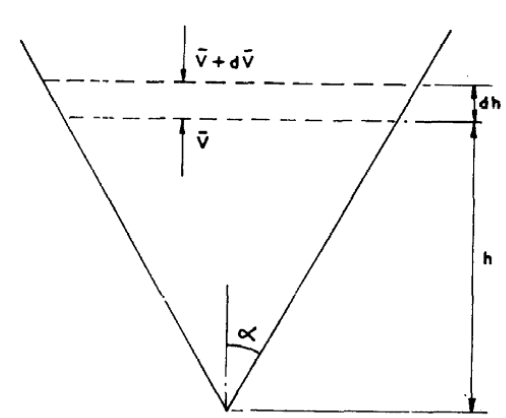 V̄ + dV̄
dh
V̄
h
α